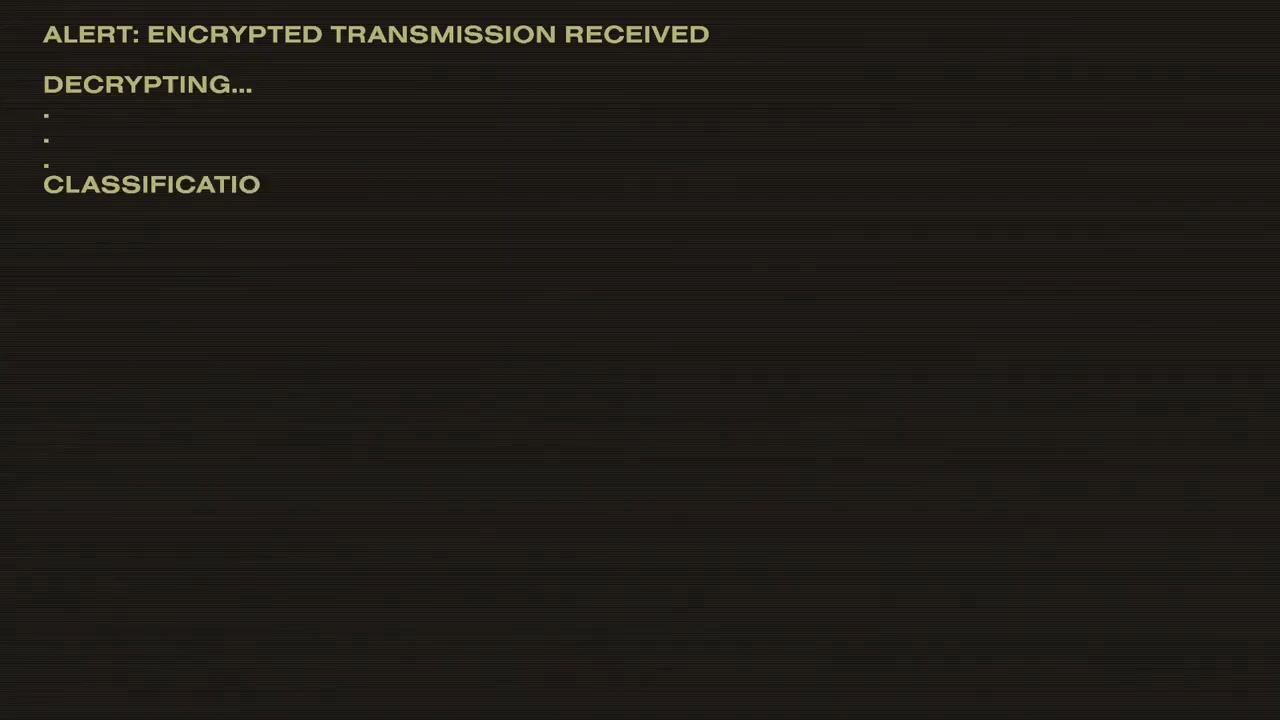 ALERT: ENCRYPTED TRANSMISSION RECEIVED
DECRYPTING...
.
.
.
CLASSIFICATIO